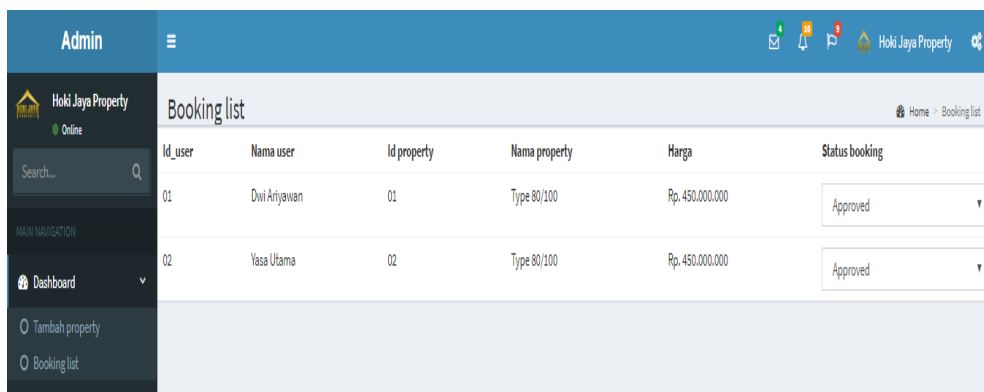 Admin
4 10 9 Hoki Jaya Property
HOKI JAYA
Hoki Jaya Property
Online
Search...
MAIN NAVIGATION
Dashboard
Tambah property
Booking list
Booking list
Home > Booking list
Id_user Nama user Id property Nama property Harga Status booking
01 Dwi Ariyawan 01 Type 80/100 Rp. 450.000.000 Approved
02 Yasa Utama 02 Type 80/100 Rp. 450.000.000 Approved